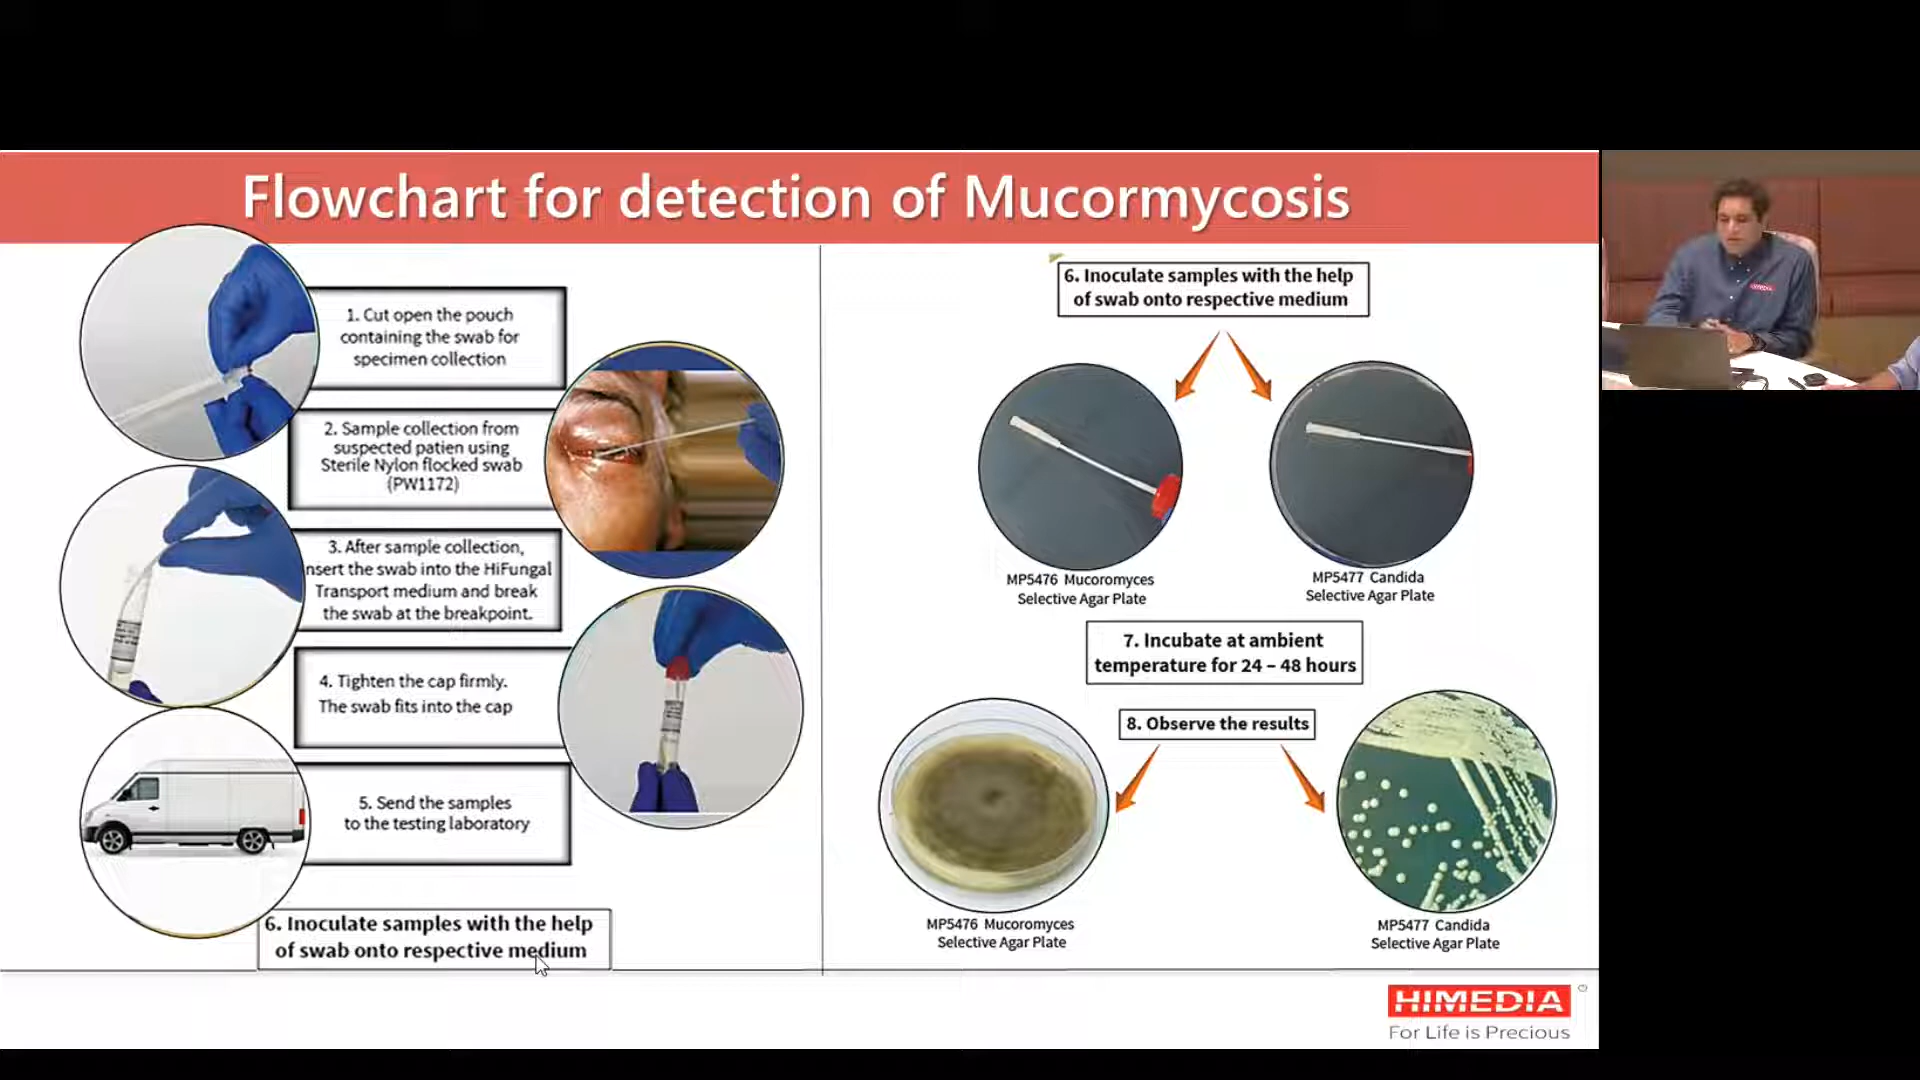 Flowchart for detection of Mucormycosis
1. Cut open the pouch
containing the swab for
specimen collection
2. Sample collection from
suspected patien using
Sterile Nylon flocked swab
(PW1172)
3. After sample collection,
nsert the swab into the HiFungal
Transport medium and break
the swab at the breakpoint.
4. Tighten the cap firmly.
The swab fits into the cap
5. Send the samples
to the testing laboratory
6. Inoculate samples with the help
of swab onto respective medium
6. Inoculate samples with the help
of swab onto respective medium
MP5476 Mucoromyces
Selective Agar Plate
MP5477 Candida
Selective Agar Plate
7. Incubate at ambient
temperature for 24 – 48 hours
8. Observe the results
MP5476 Mucoromyces
Selective Agar Plate
MP5477 Candida
Selective Agar Plate
HIMEDIA
For Life is Precious